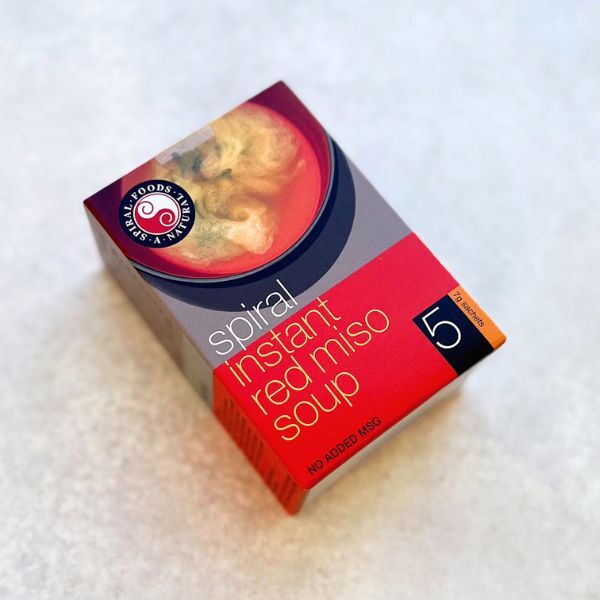 SPIRAL · FOODS · NATURAL · A ·
spiral
instant
red miso
soup
NO ADDED MSG
5
7g sachets